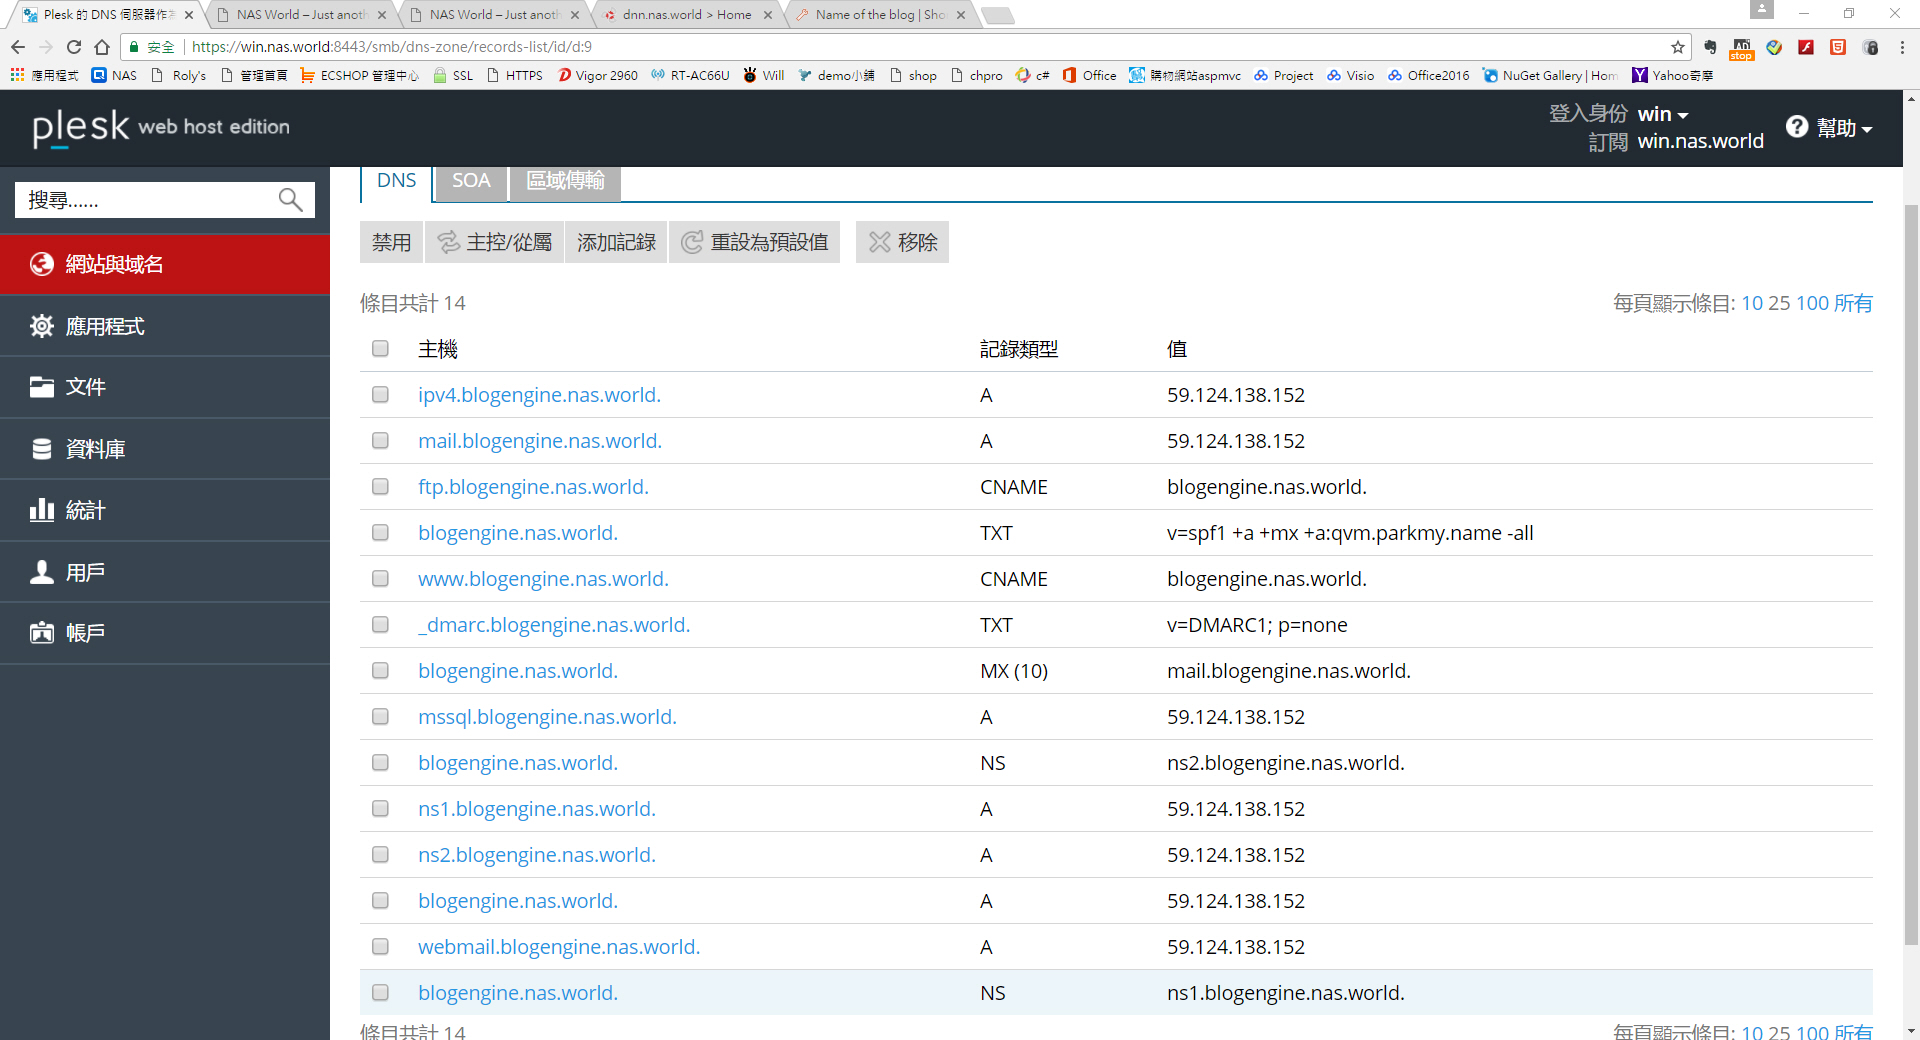 Plesk 的 DNS 伺服器作為
NAS World – Just anoth
NAS World – Just anoth
dnn.nas.world > Home
Name of the blog | Sho
安全 https://win.nas.world:8443/smb/dns-zone/records-list/id/d:9
應用程式 NAS Roly's 管理首頁 ECSHOP 管理中心 SSL HTTPS Vigor 2960 RT-AC66U Will demo小舖 shop chpro c# Office 購物網站aspmvc Project Visio Office2016 NuGet Gallery | Hom Yahoo奇摩
plesk web host edition
登入身份 win
訂閱 win.nas.world
幫助
搜尋......
網站與域名
應用程式
文件
資料庫
統計
用戶
帳戶
DNS SOA 區域傳輸
禁用 主控/從屬 添加記錄 重設為預設值 移除
條目共計 14 每頁顯示條目: 10 25 100 所有
主機 記錄類型 值
ipv4.blogengine.nas.world. A 59.124.138.152
mail.blogengine.nas.world. A 59.124.138.152
ftp.blogengine.nas.world. CNAME blogengine.nas.world.
blogengine.nas.world. TXT v=spf1 +a +mx +a:qvm.parkmy.name -all
www.blogengine.nas.world. CNAME blogengine.nas.world.
_dmarc.blogengine.nas.world. TXT v=DMARC1; p=none
blogengine.nas.world. MX (10) mail.blogengine.nas.world.
mssql.blogengine.nas.world. A 59.124.138.152
blogengine.nas.world. NS ns2.blogengine.nas.world.
ns1.blogengine.nas.world. A 59.124.138.152
ns2.blogengine.nas.world. A 59.124.138.152
blogengine.nas.world. A 59.124.138.152
webmail.blogengine.nas.world. A 59.124.138.152
blogengine.nas.world. NS ns1.blogengine.nas.world.
條目共計 14 每頁顯示條目: 10 25 100 所有